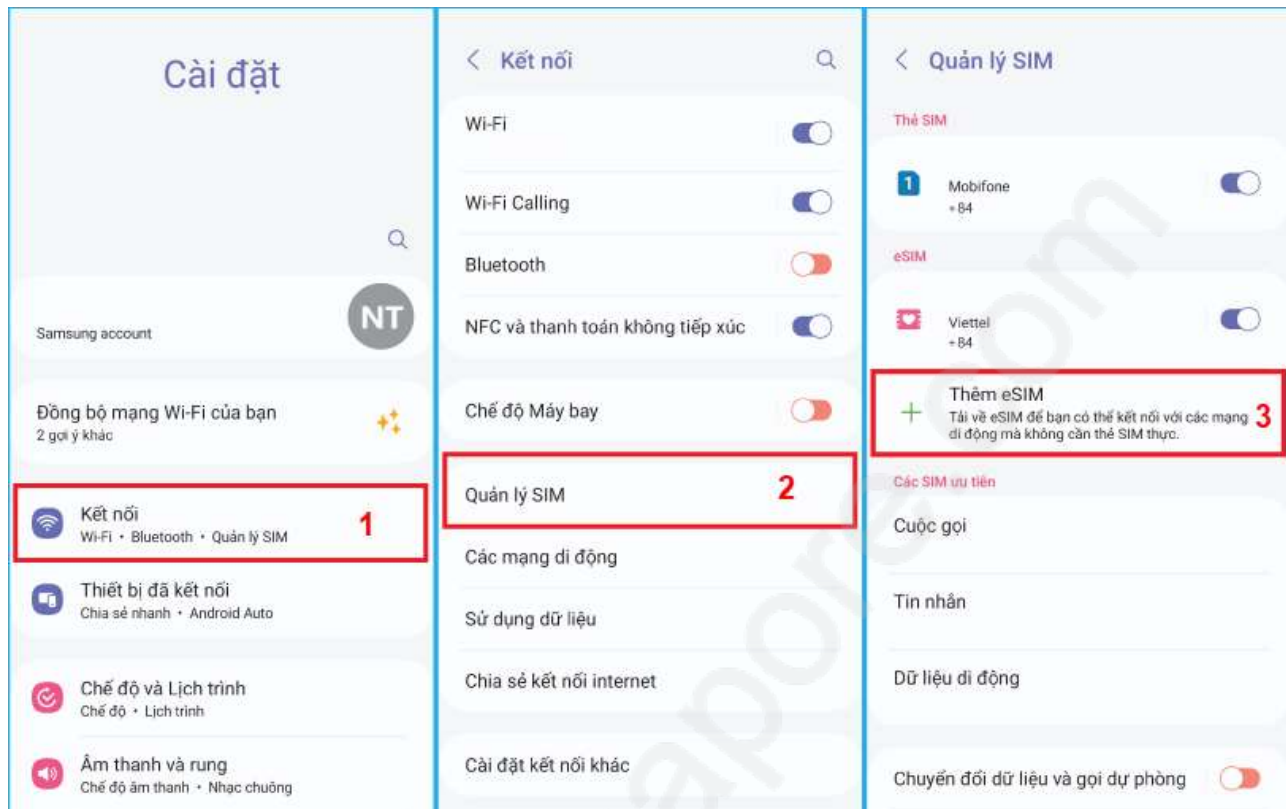 Cài đặt
NT
Samsung account
Đồng bộ mạng Wi-Fi của bạn
2 gợi ý khác
Kết nối
Wi-Fi • Bluetooth • Quản lý SIM
1
Thiết bị đã kết nối
Chia sẻ nhanh • Android Auto
Chế độ và Lịch trình
Chế độ • Lịch trình
Âm thanh và rung
Chế độ âm thanh • Nhạc chuông
Kết nối
Wi-Fi
Wi-Fi Calling
Bluetooth
NFC và thanh toán không tiếp xúc
Chế độ Máy bay
Quản lý SIM
2
Các mạng di động
Sử dụng dữ liệu
Chia sẻ kết nối internet
Cài đặt kết nối khác
Quản lý SIM
Thẻ SIM
1
Mobifone
+84
eSIM
Viettel
+84
Thêm eSIM
Tải về eSIM để bạn có thể kết nối với các mạng
di động mà không cần thẻ SIM thực.
3
Các SIM ưu tiên
Cuộc gọi
Tin nhắn
Dữ liệu di động
Chuyển đổi dữ liệu và gọi dự phòng
apore.com